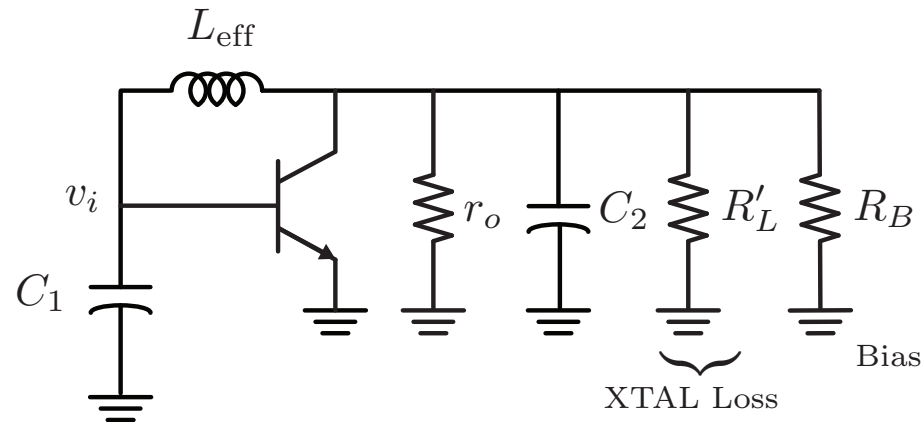 L_eff
v_i
r_o
C_2
R'_L
R_B
C_1
Bias
XTAL Loss